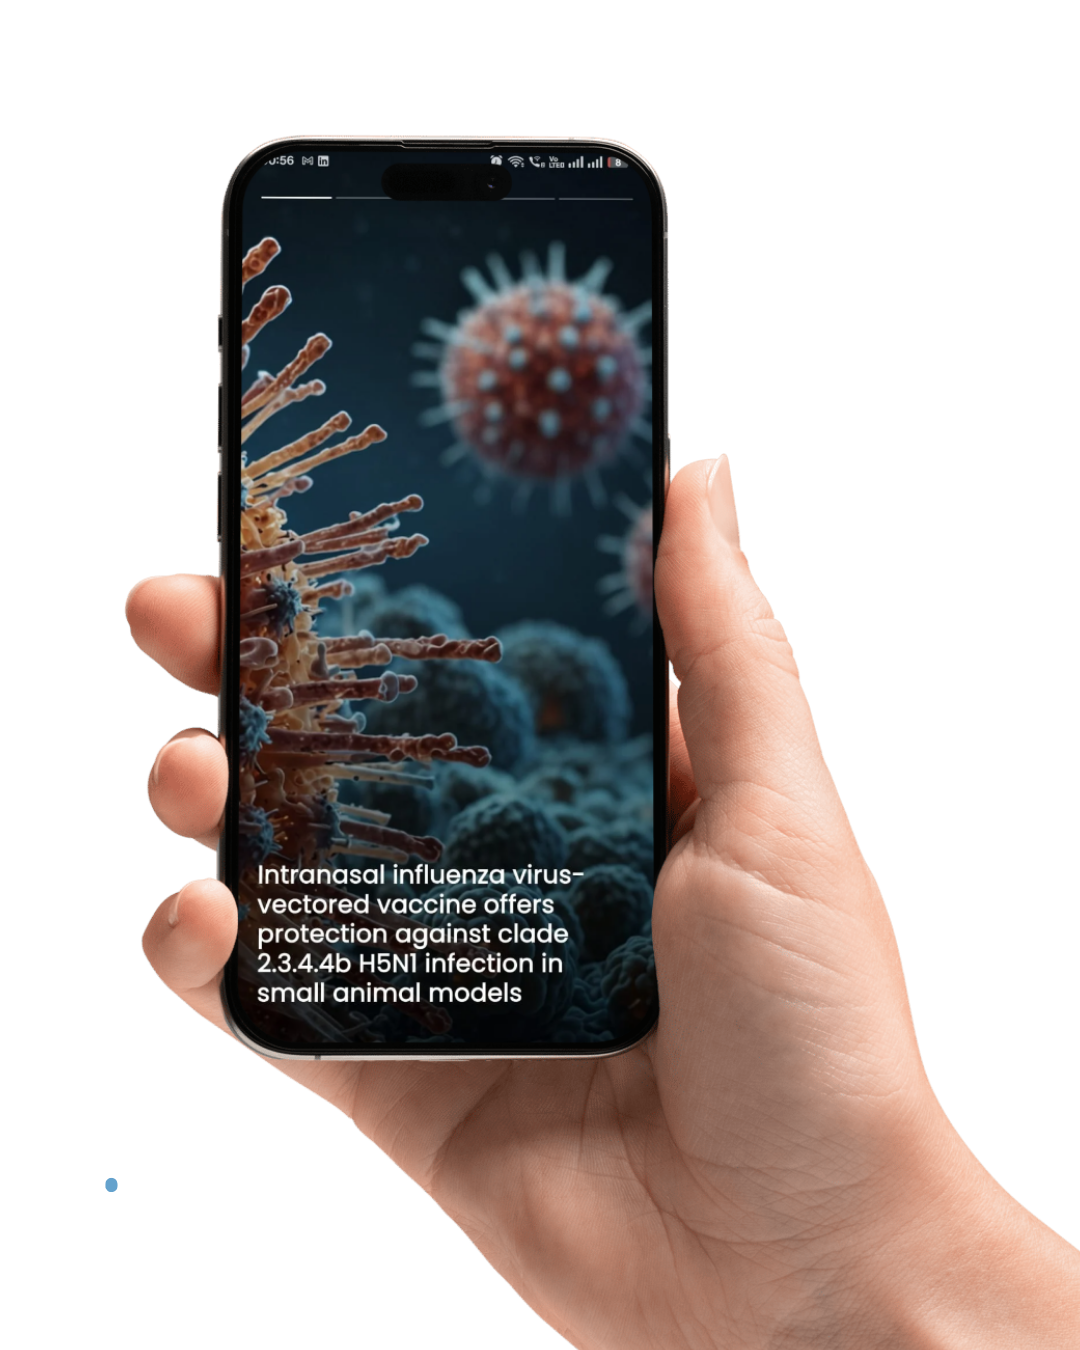 :56
Vo
LTE
8
Intranasal influenza virus-
vectored vaccine offers
protection against clade
2.3.4.4b H5N1 infection in
small animal models